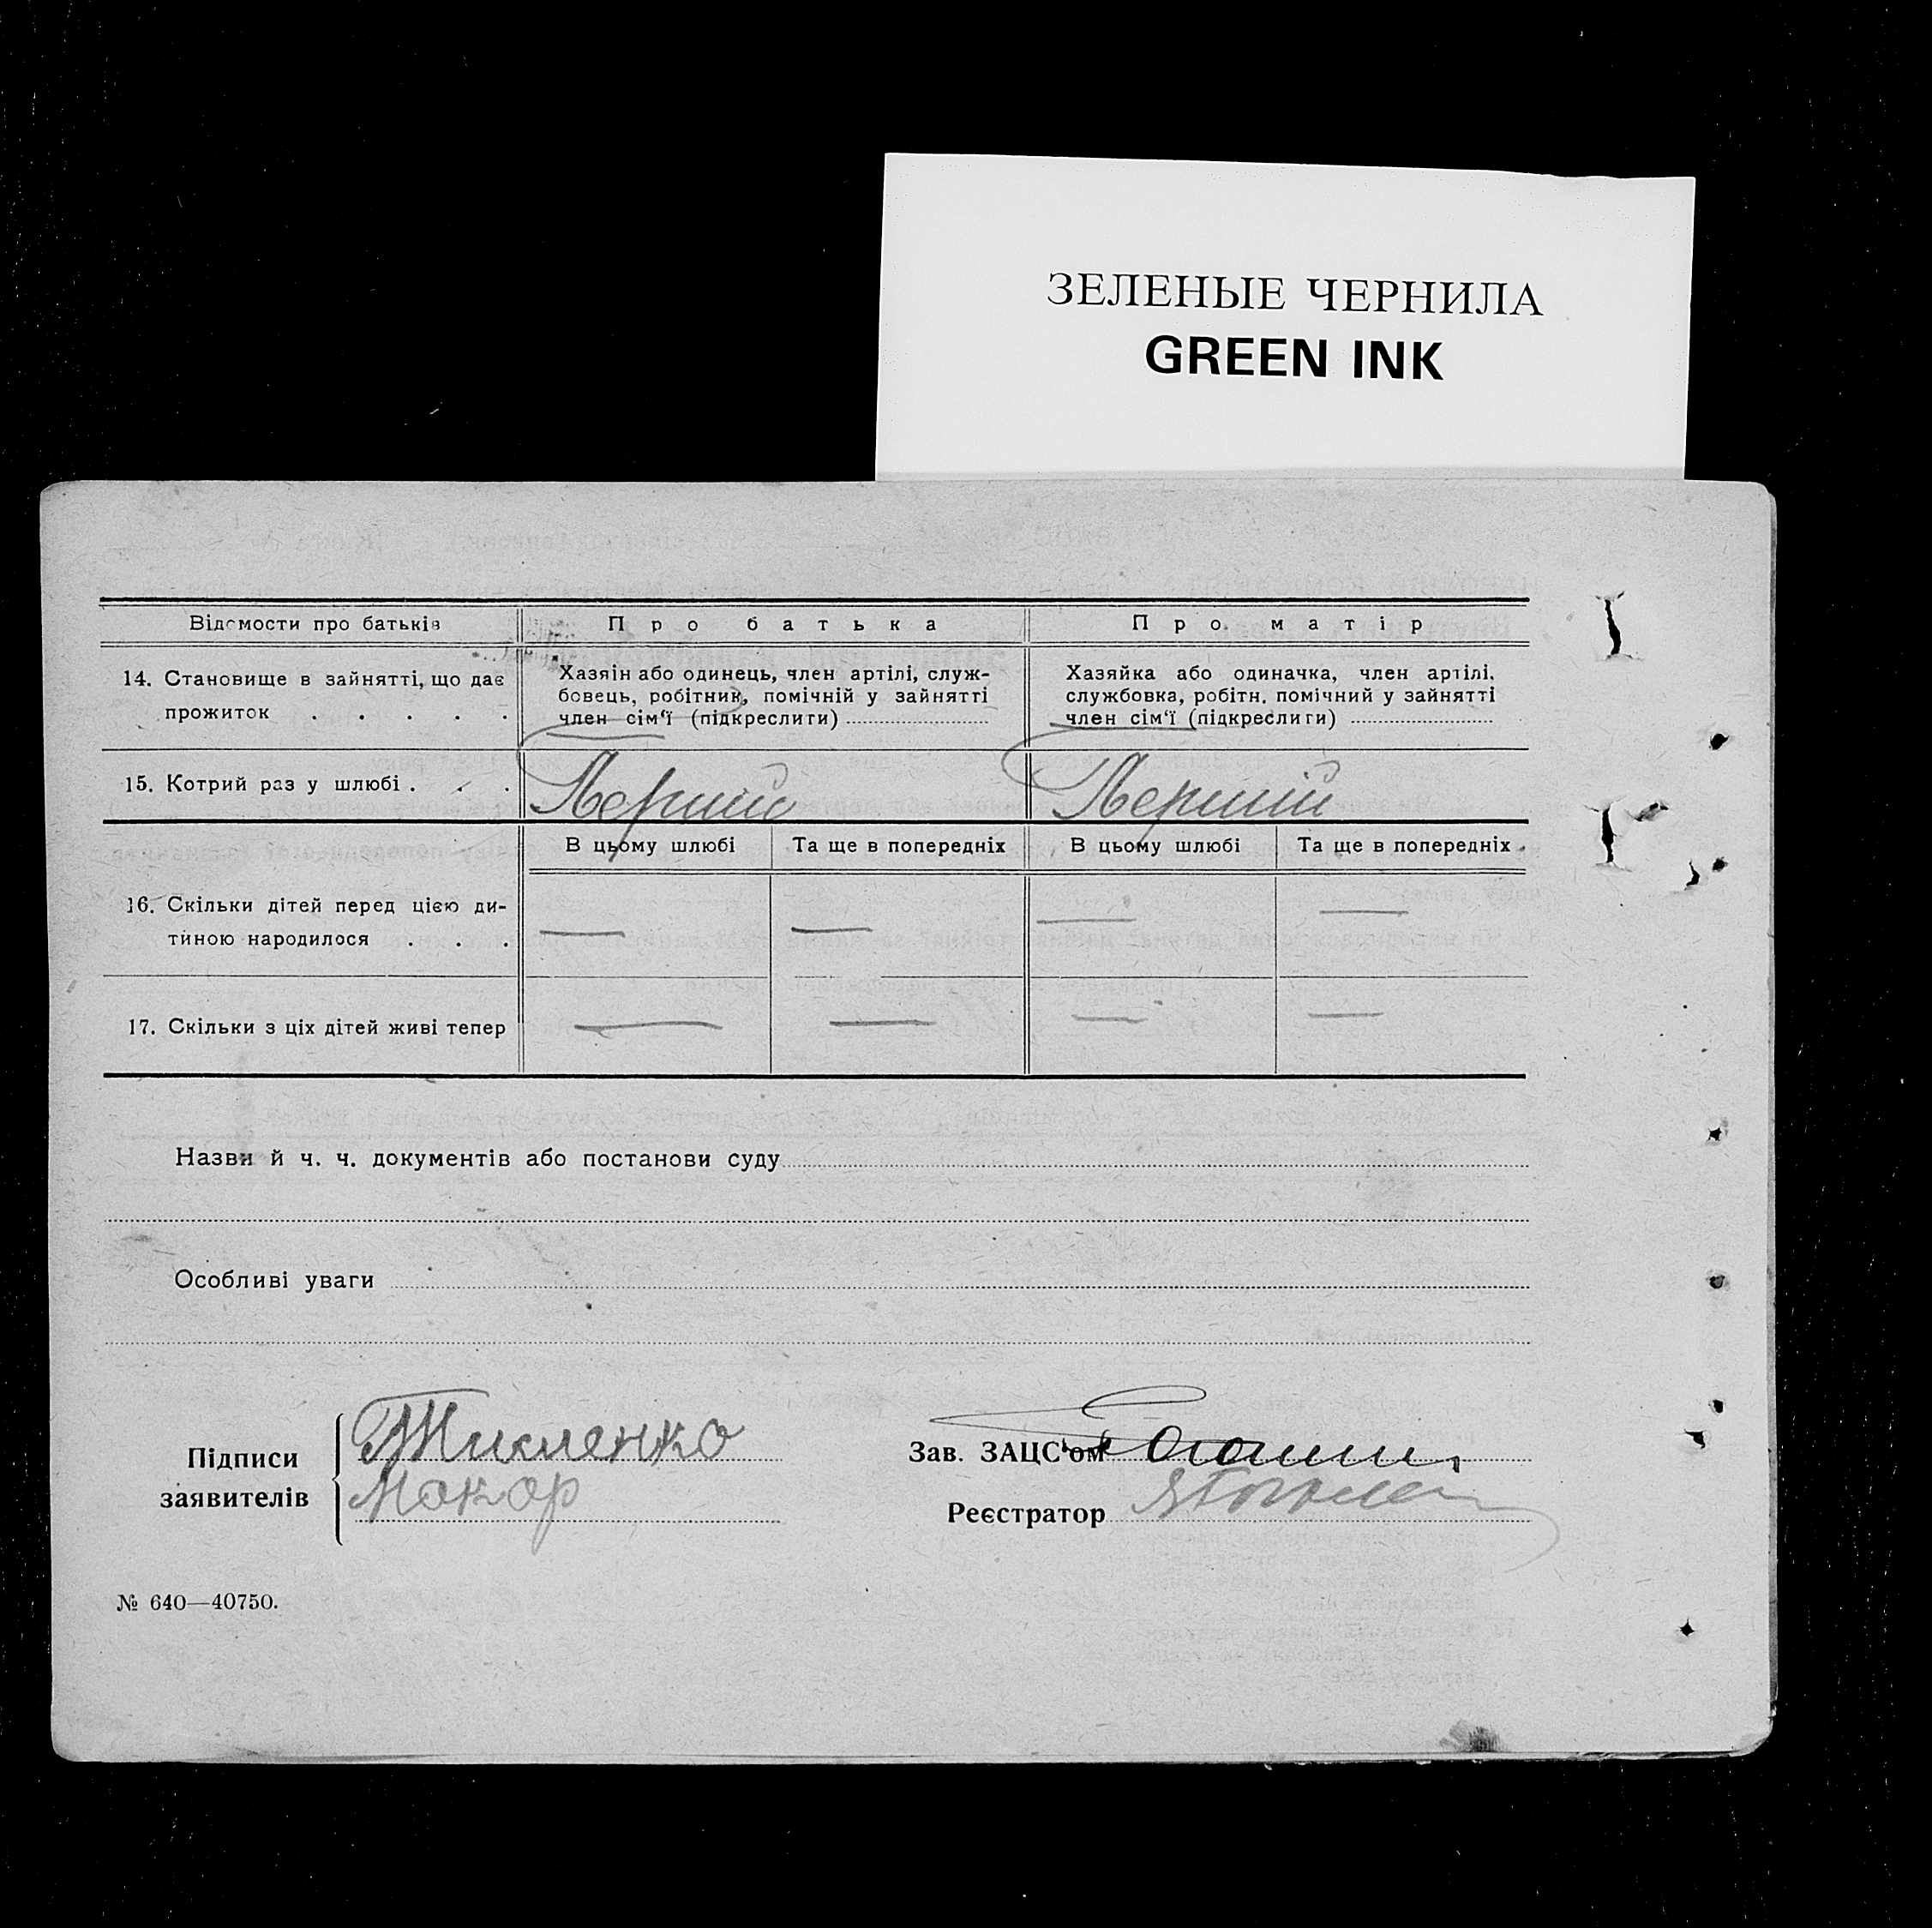 ЗЕЛЕНЫЕ ЧЕРНИЛА
GREEN INK
Відомости про батьків
Про батька
Про матір
14. Становище в зайнятті, що дає
прожиток . . . . .
Хазяін або одинець, член артілі, служ-
бовець, робітник, помічній у зайнятті
член сім'ї (підкреслити)
Хазяйка або одиначка, член артілі,
службовка, робітн. помічний у зайнятті
член сім'ї (підкреслити)
15. Котрий раз у шлюбі . . .
Перший
Перший
В цьому шлюбі
Та ще в попередніх
В цьому шлюбі
Та ще в попередніх
16. Скільки дітей перед цією ди-
тиною народилося . . .
— — — —
17. Скільки з ціх дітей живі тепер
— — — —
Назви й ч. ч. документів або постанови суду
Особливі уваги
Підписи
заявителів
Макар
Зав. ЗАЦС'ом
Реєстратор
№ 640—40750.